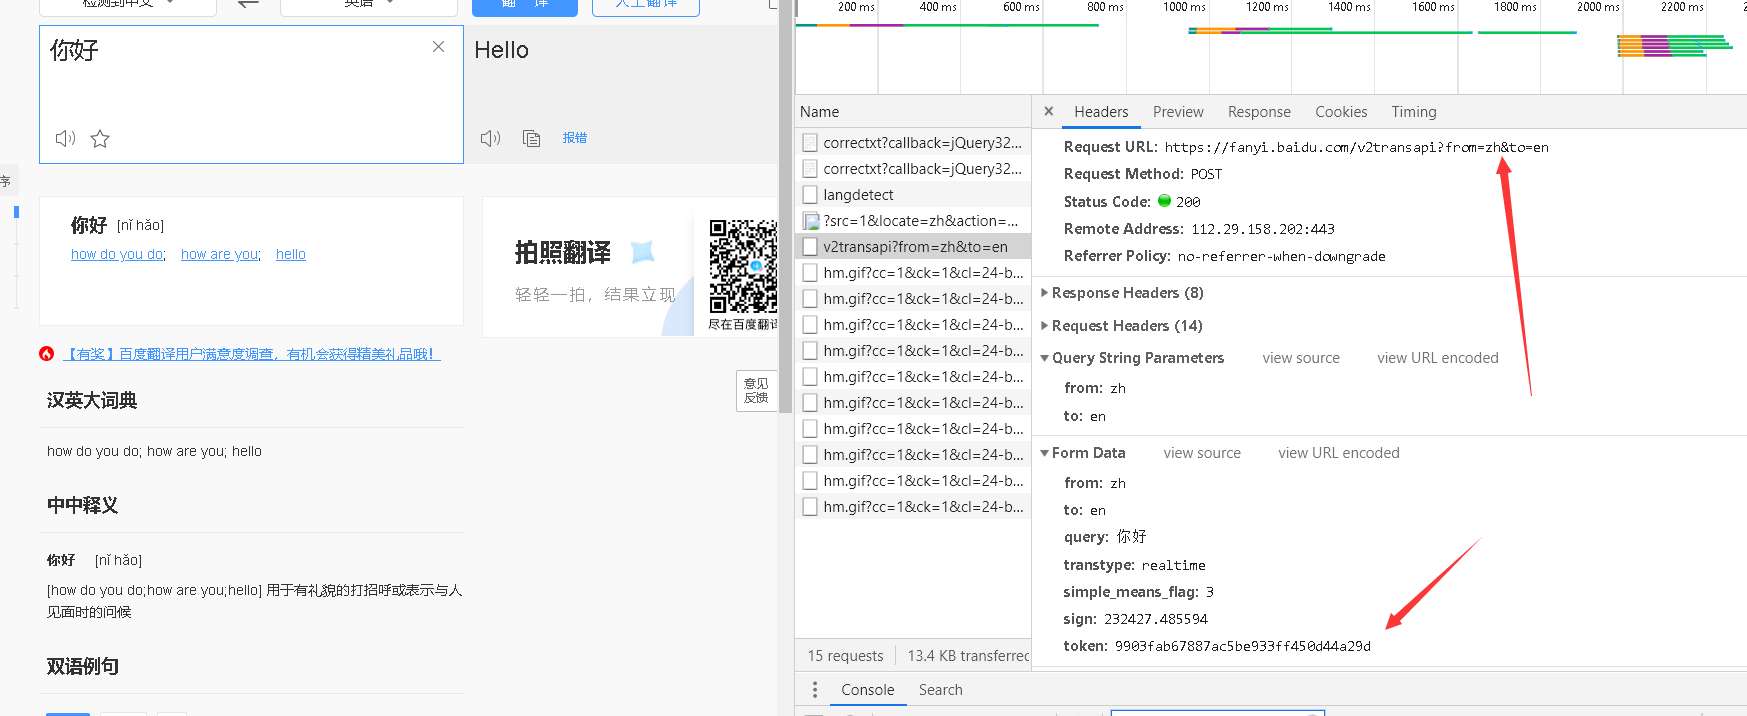 检测到中文
英语
翻 译
人工翻译
你好
Hello
报错
序
你好 [nǐ hǎo]
how do you do; how are you; hello
拍照翻译
轻轻一拍，结果立现
尽在百度翻译
【有奖】百度翻译用户满意度调查，有机会获得精美礼品哦！
意见
反馈
汉英大词典
how do you do; how are you; hello
中中释义
你好 [nǐ hǎo]
[how do you do;how are you;hello] 用于有礼貌的打招呼或表示与人
见面时的问候
双语例句
200 ms 400 ms 600 ms 800 ms 1000 ms 1200 ms 1400 ms 1600 ms 1800 ms 2000 ms 2200 ms
Name
correctxt?callback=jQuery32...
correctxt?callback=jQuery32...
langdetect
?src=1&locate=zh&action=...
v2transapi?from=zh&to=en
hm.gif?cc=1&ck=1&cl=24-b...
hm.gif?cc=1&ck=1&cl=24-b...
hm.gif?cc=1&ck=1&cl=24-b...
hm.gif?cc=1&ck=1&cl=24-b...
hm.gif?cc=1&ck=1&cl=24-b...
hm.gif?cc=1&ck=1&cl=24-b...
hm.gif?cc=1&ck=1&cl=24-b...
hm.gif?cc=1&ck=1&cl=24-b...
hm.gif?cc=1&ck=1&cl=24-b...
hm.gif?cc=1&ck=1&cl=24-b...
15 requests 13.4 KB transferred
× Headers Preview Response Cookies Timing
Request URL: https://fanyi.baidu.com/v2transapi?from=zh&to=en
Request Method: POST
Status Code: 200
Remote Address: 112.29.158.202:443
Referrer Policy: no-referrer-when-downgrade
Response Headers (8)
Request Headers (14)
Query String Parameters view source view URL encoded
from: zh
to: en
Form Data view source view URL encoded
from: zh
to: en
query: 你好
transtype: realtime
simple_means_flag: 3
sign: 232427.485594
token: 9903fab67887ac5be933ff450d44a29d
Console Search